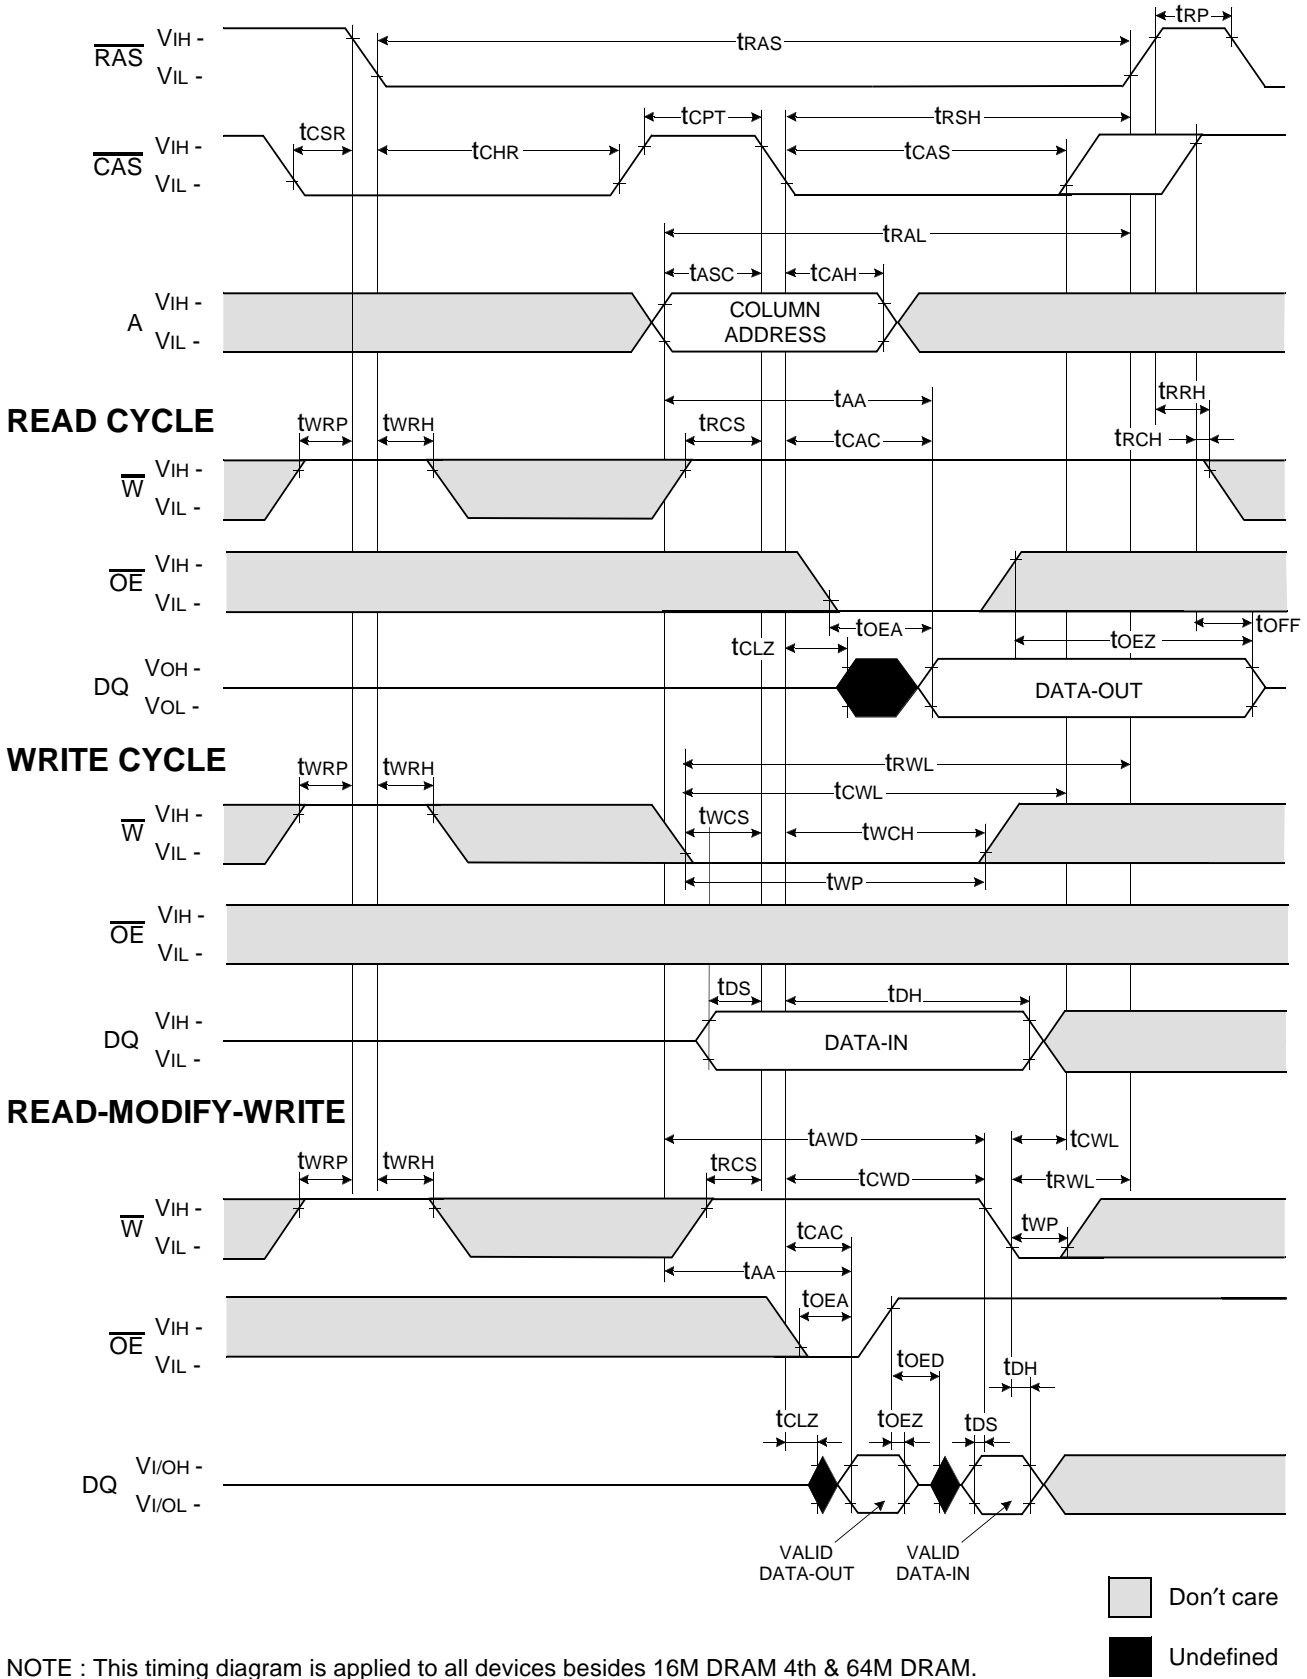 tRP
RAS
VIH -
VIL -
tRAS
tCPT
tRSH
tCSR
CAS
VIH -
VIL -
tCHR
tCAS
tRAL
tASC
tCAH
A
VIH -
VIL -
COLUMN
ADDRESS
tAA
tRRH
READ CYCLE
tWRP
tWRH
tRCS
tCAC
tRCH
W
VIH -
VIL -
OE
VIH -
VIL -
tOEA
tOFF
tCLZ
tOEZ
DQ
VOH -
VOL -
DATA-OUT
WRITE CYCLE
tWRP
tWRH
tRWL
tCWL
W
VIH -
VIL -
tWCS
tWCH
tWP
OE
VIH -
VIL -
tDS
tDH
DQ
VIH -
VIL -
DATA-IN
READ-MODIFY-WRITE
tAWD
tCWL
tWRP
tWRH
tRCS
tCWD
tRWL
W
VIH -
VIL -
tWP
tCAC
tAA
tOEA
OE
VIH -
VIL -
tOED
tDH
tCLZ
tOEZ
tDS
DQ
VI/OH -
VI/OL -
VALID
DATA-OUT
VALID
DATA-IN
Don′t care
Undefined
NOTE : This timing diagram is applied to all devices besides 16M DRAM 4th & 64M DRAM.